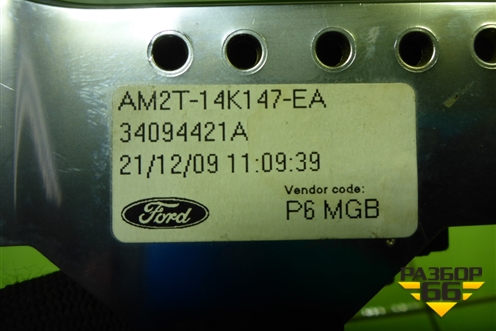 AM2T-14K147-EA
34094421A
21/12/09 11:09:39
Vendor code:
Ford
P6 MGB
РАЗБОР
66